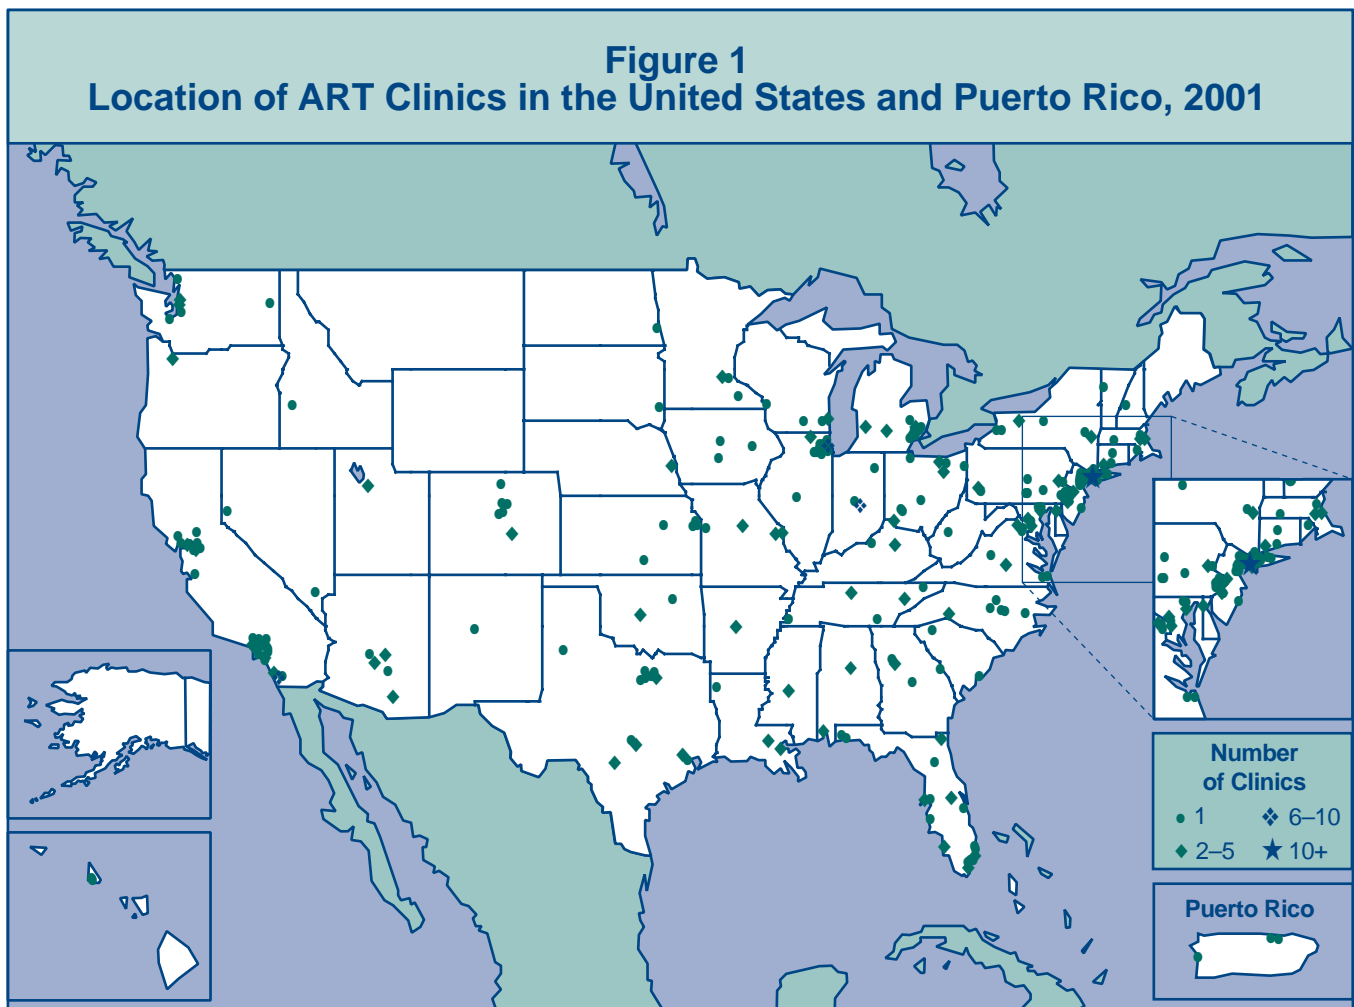 Figure 1
Location of ART Clinics in the United States and Puerto Rico, 2001
Number
of Clinics
1
6–10
2–5
10+
Puerto Rico